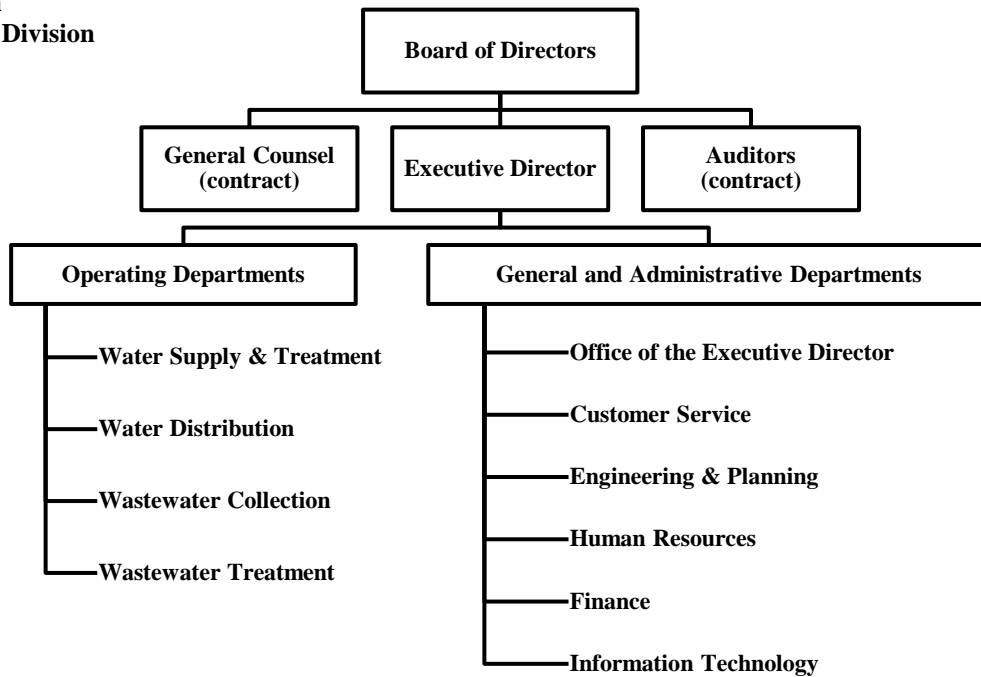 Division
Board of Directors
General Counsel
(contract)
Executive Director
Auditors
(contract)
Operating Departments
General and Administrative Departments
Water Supply & Treatment
Water Distribution
Wastewater Collection
Wastewater Treatment
Office of the Executive Director
Customer Service
Engineering & Planning
Human Resources
Finance
Information Technology